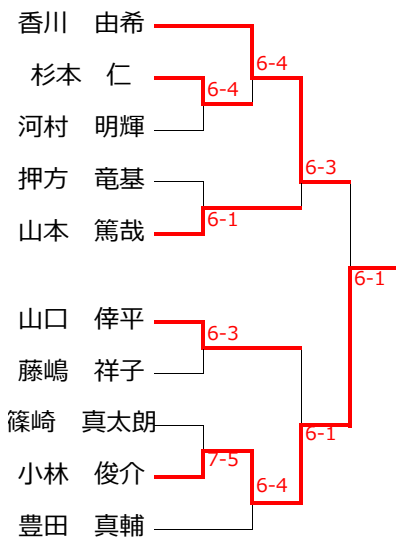 香川　由希
6-4
杉本　仁
6-4
河村　明輝
6-3
押方　竜基
山本　篤哉
6-1
6-1
山口　倖平
6-3
藤嶋　祥子
篠崎　真太朗
6-1
7-5
小林　俊介
6-4
豊田　真輔